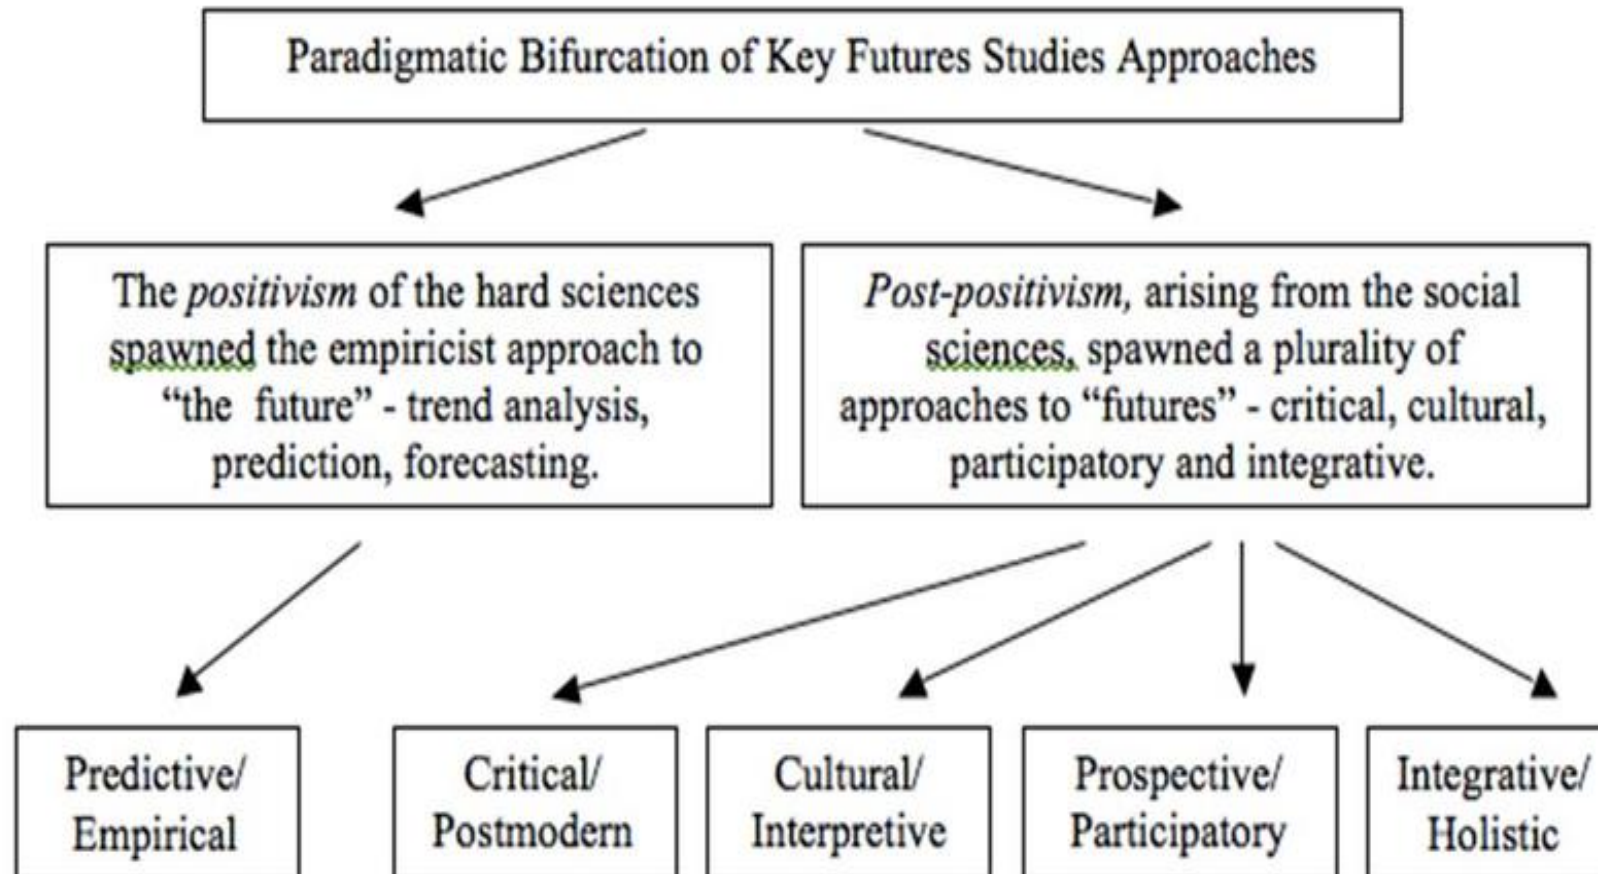 Paradigmatic Bifurcation of Key Futures Studies Approaches
The positivism of the hard sciences
spawned the empiricist approach to
“the future” - trend analysis,
prediction, forecasting.
Post-positivism, arising from the social
sciences, spawned a plurality of
approaches to “futures” - critical, cultural,
participatory and integrative.
Predictive/
Empirical
Critical/
Postmodern
Cultural/
Interpretive
Prospective/
Participatory
Integrative/
Holistic